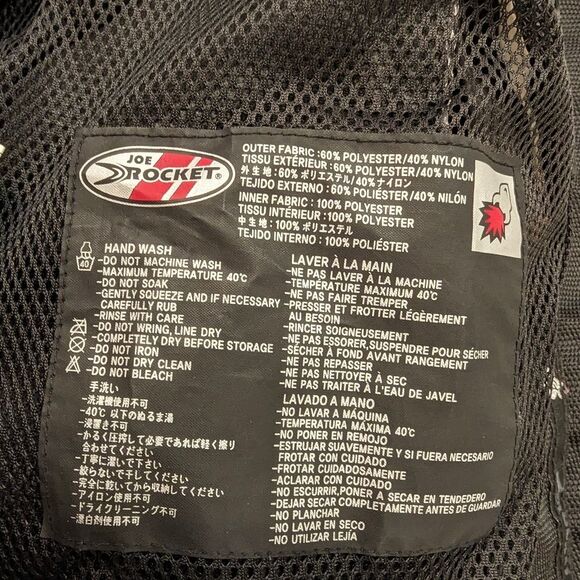 JOE
ROCKET®
OUTER FABRIC :60% POLYESTER/40% NYLON
TISSU EXTÉRIEUR :60% POLYESTER/40% NYLON
外生地 :60% ポリエステル/40%ナイロン
TEJIDO EXTERNO :60% POLIÉSTER/40% NILÓN
INNER FABRIC :100% POLYESTER
TISSU INTÉRIEUR :100% POLYESTER
中生地 :100% ポリエステル
TEJIDO INTERNO :100% POLIÉSTER
40
HAND WASH
-DO NOT MACHINE WASH
-MAXIMUM TEMPERATURE 40℃
-DO NOT SOAK
-GENTLY SQUEEZE AND IF NECESSARY
CAREFULLY RUB
-RINSE WITH CARE
-DO NOT WRING, LINE DRY
-COMPLETELY DRY BEFORE STORAGE
-DO NOT IRON
-DO NOT DRY CLEAN
-DO NOT BLEACH
手洗い
-洗濯機使用不可
-40℃ 以下のぬるま湯
-浸置き不可
-かるく圧搾して必要であれば軽く擦り
合わせてください
-丁寧に濯いで下さい
-絞らないで干してください
-完全に乾いてから収納してください
-アイロン使用不可
-ドライクリーニング不可
-漂白剤使用不可
LAVER À LA MAIN
-NE PAS LAVER À LA MACHINE
-TEMPÉRATURE MAXIMUM 40℃
-NE PAS FAIRE TREMPER
-PRESSER ET FROTTER LÉGÈREMENT
AU BESOIN
-RINCER SOIGNEUSEMENT
-NE PAS ESSORER,SUSPENDRE POUR SÉCHER
-SÉCHER À FOND AVANT RANGEMENT
-NE PAS REPASSER
-NE PAS NETTOYER À SEC
-NE PAS TRAITER À L'EAU DE JAVEL
LAVADO A MANO
-NO LAVAR A MÁQUINA
-TEMPERATURA MÁXIMA 40℃
-NO PONER EN REMOJO
-ESTRUJAR SUAVEMENTE Y SI FUERA NECESARIO
FROTAR CON CUIDADO
-FROTAR CUIDADOSAMENTE
-ACLARAR CON CUIDADO
-NO ESCURRIR,PONER A SECAR EN TENDEDERO
-DEJAR SECAR COMPLETAMENTE ANTES DE GUARDAR
-NO PLANCHAR
-NO LAVAR EN SECO
-NO UTILIZAR LEJÍA